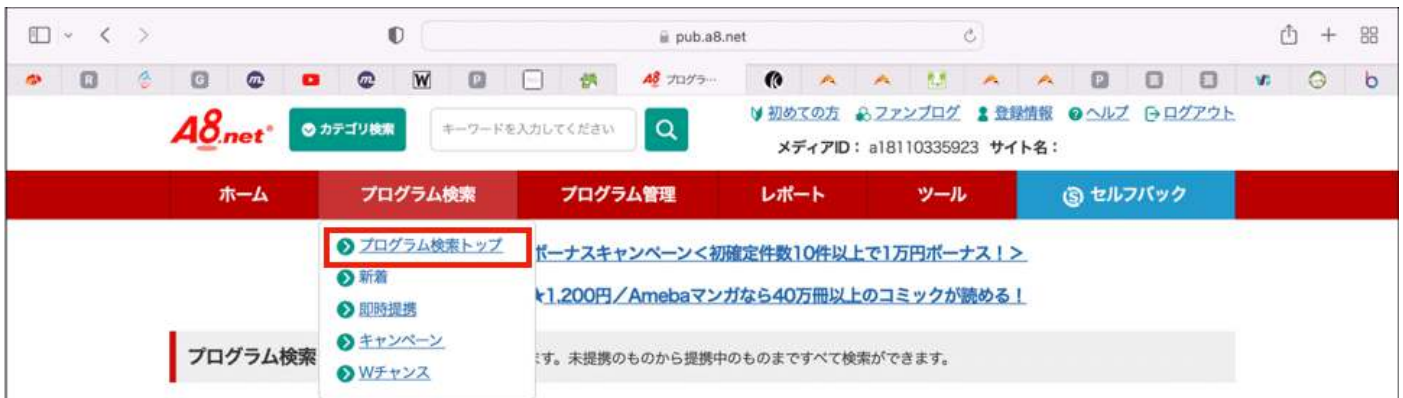 pub.a8.net
R
G
m
m
W
P
A8 プログラ…
P
b
A8.net
カテゴリ検索
キーワードを入力してください
初めての方 ファンブログ 登録情報 ヘルプ ログアウト
メディアID： a18110335923 サイト名：
ホーム プログラム検索 プログラム管理 レポート ツール セルフバック
プログラム検索トップ
ボーナスキャンペーン＜初確定件数10件以上で1万円ボーナス！＞
新着
★1,200円／Amebaマンガなら40万冊以上のコミックが読める！
即時提携
キャンペーン
Wチャンス
プログラム検索
ます。未提携のものから提携中のものまですべて検索ができます。